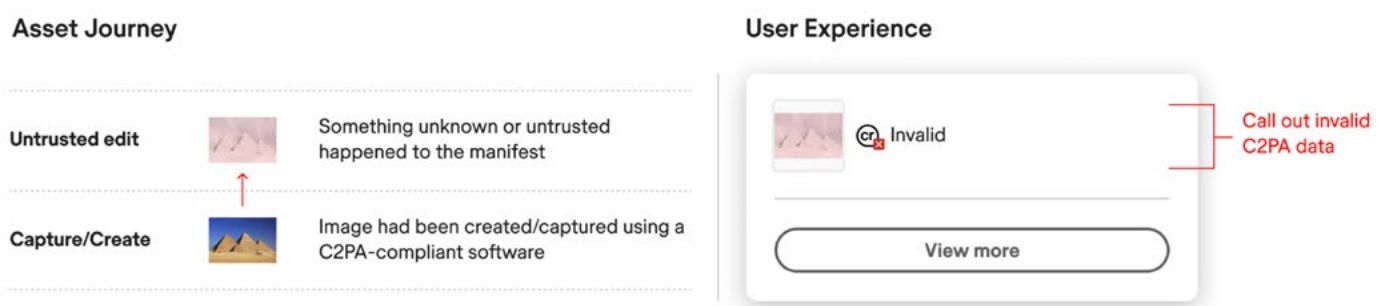 Asset Journey
User Experience
Untrusted edit
Something unknown or untrusted
happened to the manifest
Capture/Create
Image had been created/captured using a
C2PA-compliant software
cr
Invalid
View more
Call out invalid
C2PA data